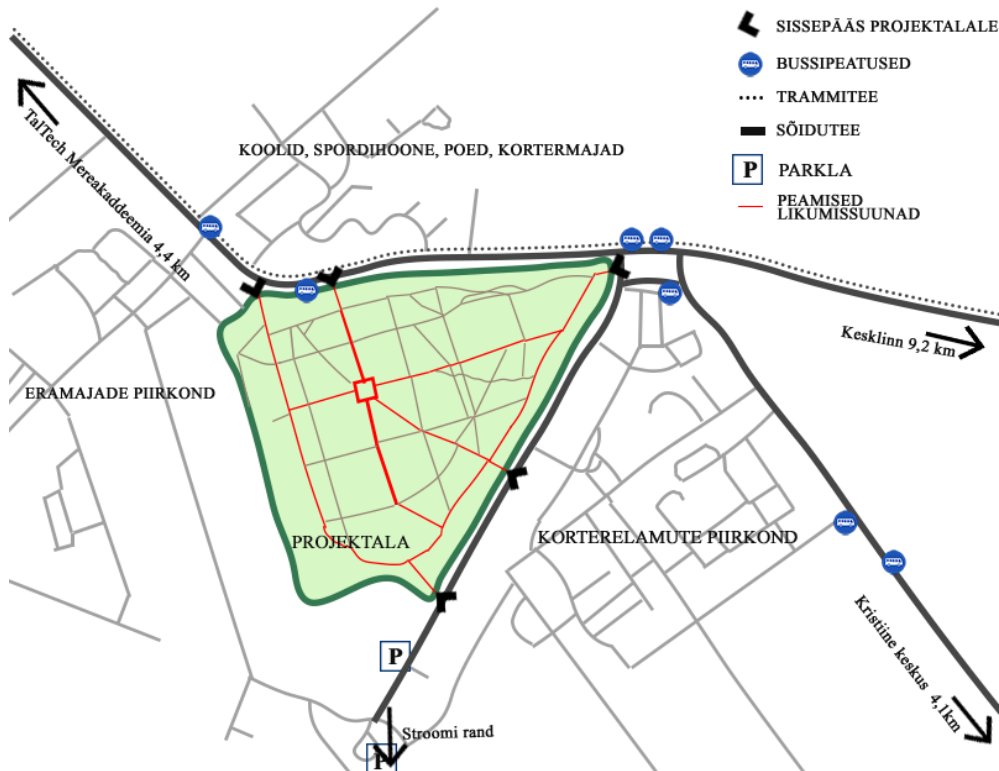 SISSEPÄÄS PROJEKTALALE
BUSSIPEATUSED
TRAMMITEE
SÕIDUTEE
P PARKLA
PEAMISED
LIKUMISSUUNAD
KOOLID, SPORDIHOONE, POED, KORTERMAJAD
TalTech Mereakaddeemia 4,4 km
Kesklinn 9,2 km
ERAMAJADE PIIRKOND
PROJEKTALA
KORTERELAMUTE PIIRKOND
Kristiine keskus 4,1km
P
Stroomi rand
P